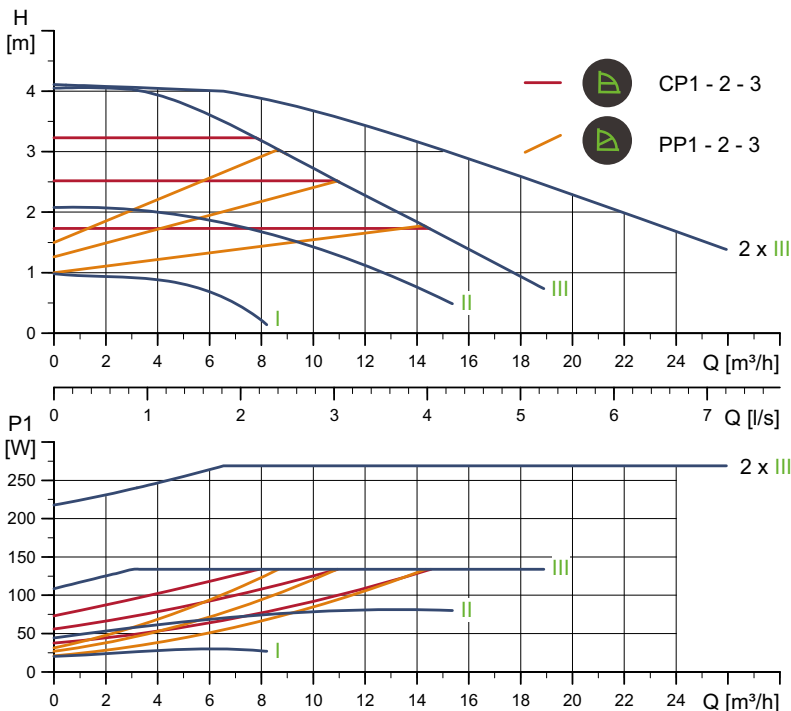 H
[m]
4
3
2
1
0
CP1 - 2 - 3
PP1 - 2 - 3
2 x III
III
II
I
0 2 4 6 8 10 12 14 16 18 20 22 24 Q [m³/h]
0 1 2 3 4 5 6 7 Q [l/s]
P1
[W]
250
200
150
100
50
0
2 x III
III
II
I
0 2 4 6 8 10 12 14 16 18 20 22 24 Q [m³/h]